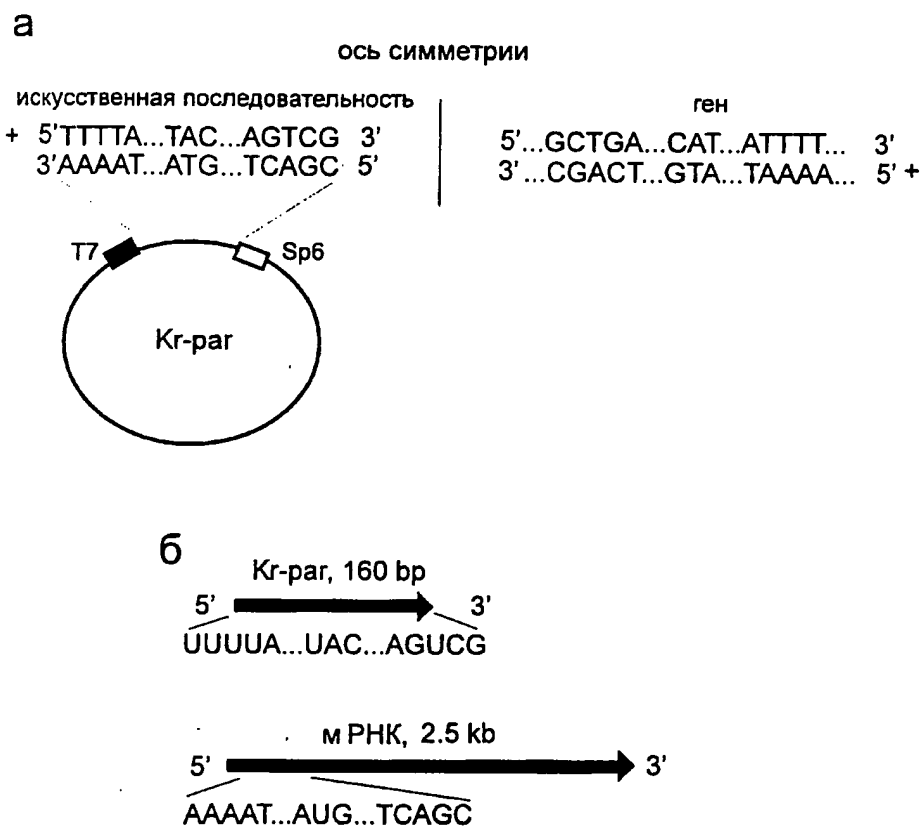 а
ось симметрии
искусственная последовательность
ген
+ 5'TTTTA...TAC...AGTCG 3'
3'AAAAT...ATG...TCAGC 5'
5'...GCTGA...CAT...ATTTT... 3'
3'...CGACT...GTA...TAAAA... 5' +
T7
Sp6
Kr-par
б
Kr-par, 160 bp
5' 3'
UUUUA...UAC...AGUCG
мРНК, 2.5 kb
5' 3'
AAAAT...AUG...TCAGC